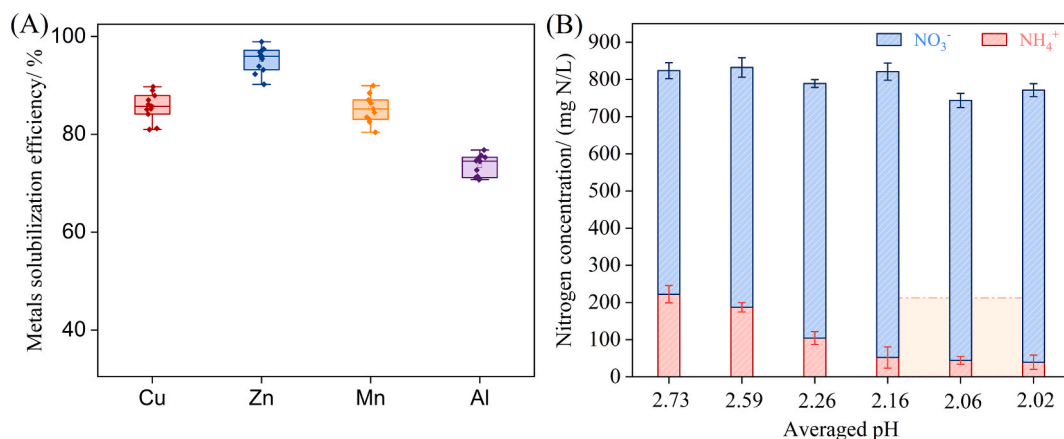 (A)
Metals solubilization efficiency/ %
100
80
60
40
Cu Zn Mn Al
(B)
NO₃⁻ NH₄⁺
Nitrogen concentration/ (mg N/L)
900
800
700
600
500
400
300
200
100
0
2.73 2.59 2.26 2.16 2.06 2.02
Averaged pH